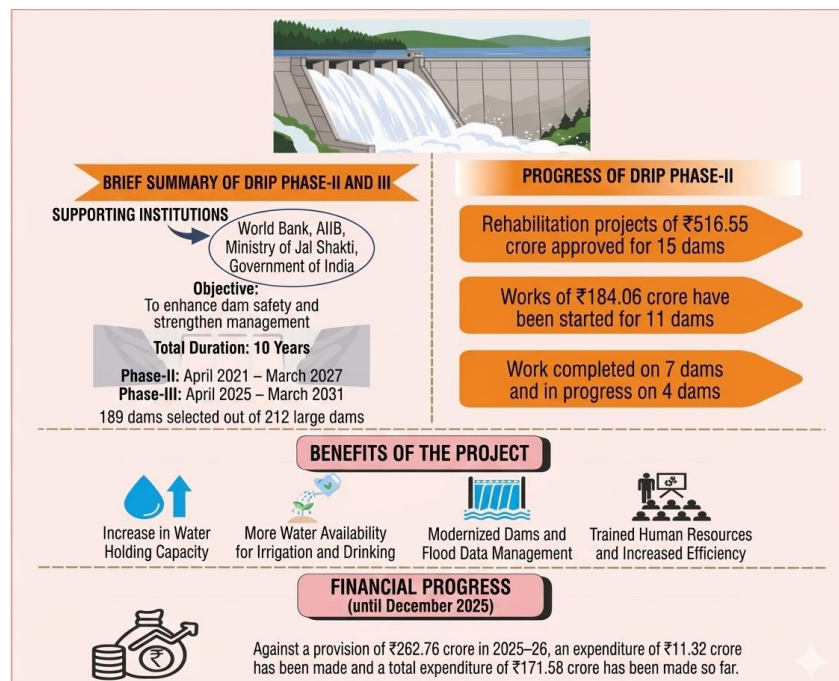 BRIEF SUMMARY OF DRIP PHASE-II AND III
SUPPORTING INSTITUTIONS
World Bank, AIIB,
Ministry of Jal Shakti,
Government of India
Objective:
To enhance dam safety and
strengthen management
Total Duration: 10 Years
Phase-II: April 2021 – March 2027
Phase-III: April 2025 – March 2031
189 dams selected out of 212 large dams
PROGRESS OF DRIP PHASE-II
Rehabilitation projects of ₹516.55
crore approved for 15 dams
Works of ₹184.06 crore have
been started for 11 dams
Work completed on 7 dams
and in progress on 4 dams
BENEFITS OF THE PROJECT
Increase in Water
Holding Capacity
More Water Availability
for Irrigation and Drinking
Modernized Dams and
Flood Data Management
Trained Human Resources
and Increased Efficiency
FINANCIAL PROGRESS
(until December 2025)
₹
Against a provision of ₹262.76 crore in 2025–26, an expenditure of ₹11.32 crore
has been made and a total expenditure of ₹171.58 crore has been made so far.